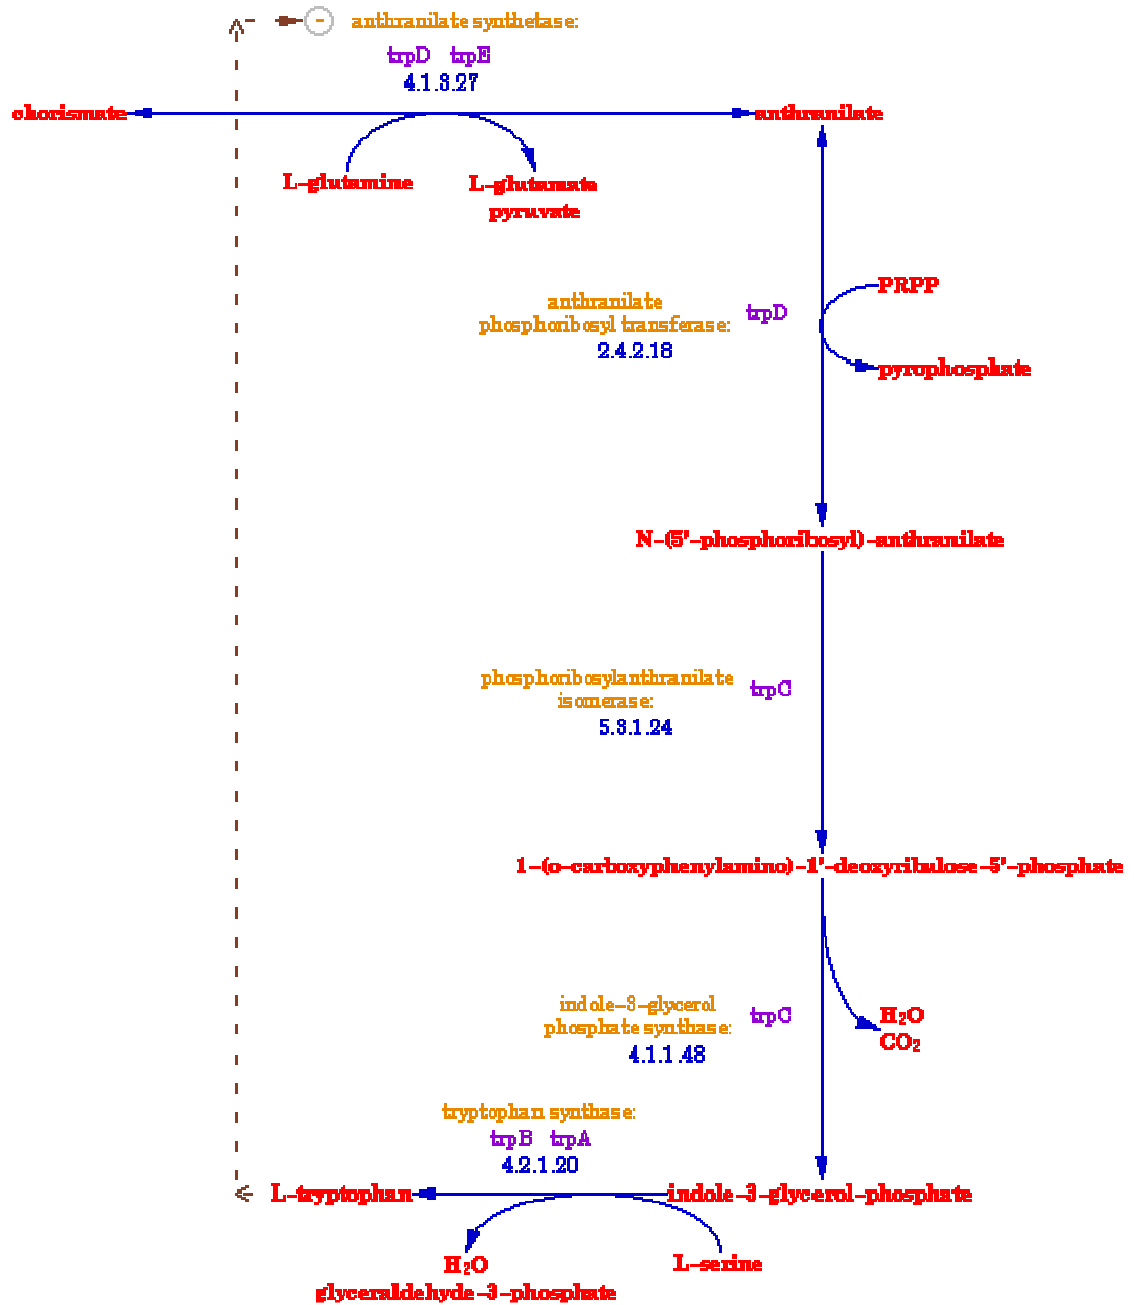 - anthranilate synthetase:
trpD trpE
4.1.3.27
chorismate anthranilate
L-glutamine L-glutamate
pyruvate
PRPP
anthranilate
phosphoribosyl transferase: trpD
2.4.2.18
pyrophosphate
N-(5'-phosphoribosyl)-anthranilate
phosphoribosylanthranilate trpC
isomerase:
5.3.1.24
1-(o-carboxyphenylamino)-1'-deoxyribulose-5'-phosphate
indole-3-glycerol trpC H₂O
phosphate synthase: CO₂
4.1.1.48
tryptophan synthase:
trpB trpA
4.2.1.20
L-tryptophan indole-3-glycerol-phosphate
H₂O L-serine
glyceraldehyde-3-phosphate